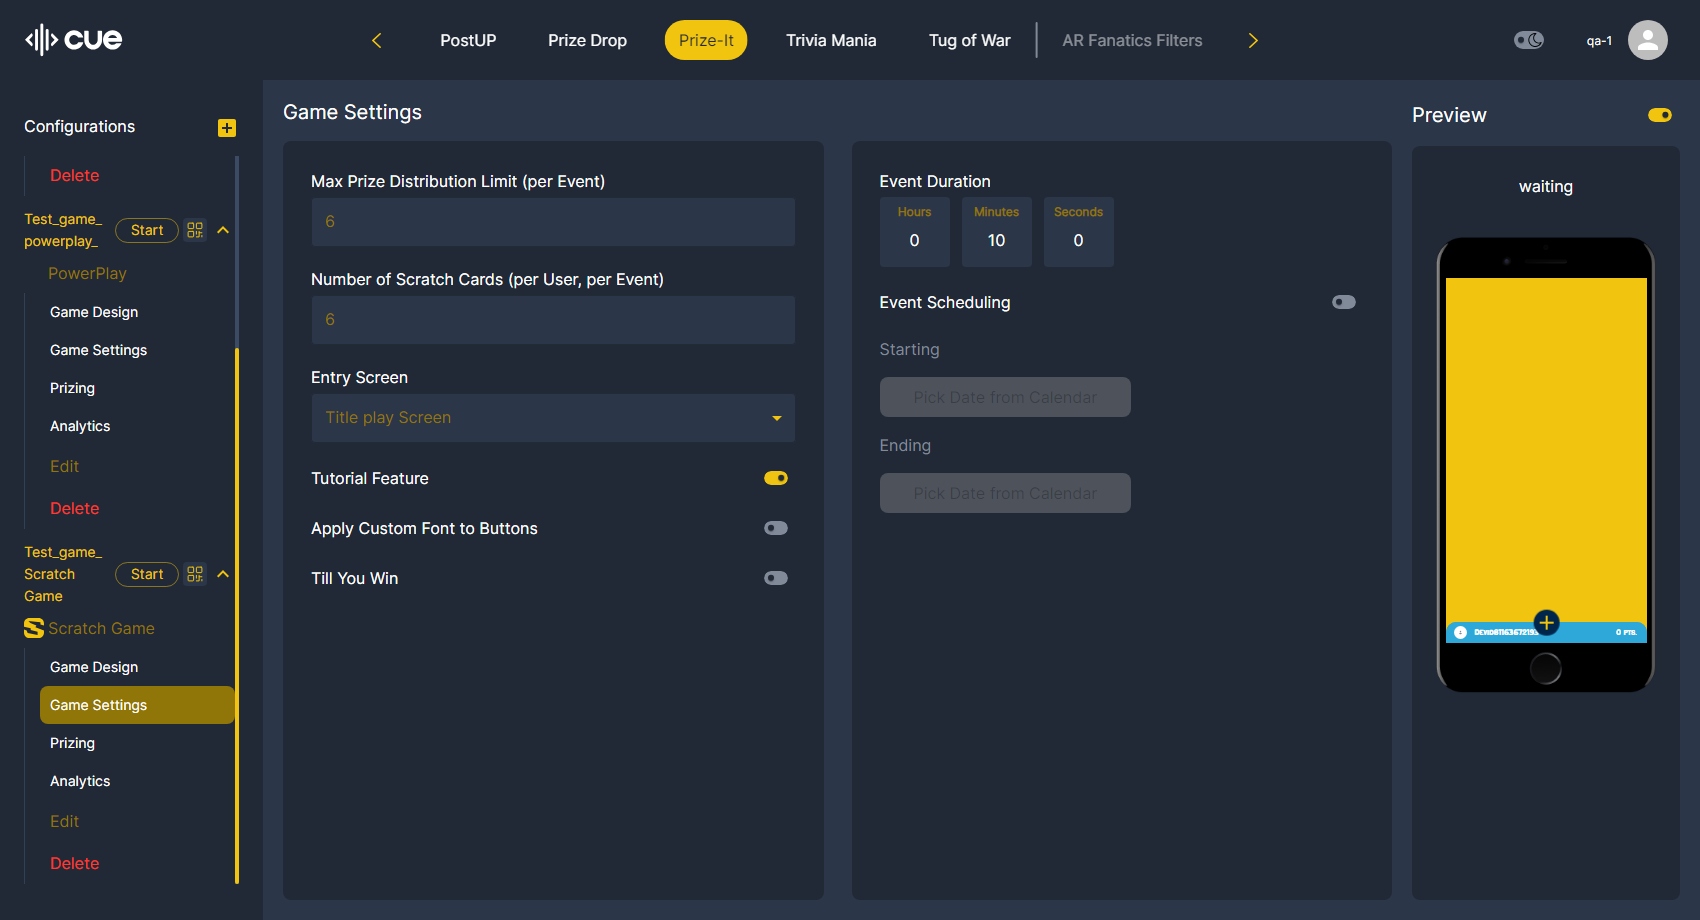 cue
PostUP
Prize Drop
Prize-It
Trivia Mania
Tug of War
AR Fanatics Filters
qa-1
Configurations
Delete
Test_game_
powerplay_
Start
PowerPlay
Game Design
Game Settings
Prizing
Analytics
Edit
Delete
Test_game_
Scratch
Game
Start
Scratch Game
Game Design
Game Settings
Prizing
Analytics
Edit
Delete
Game Settings
Max Prize Distribution Limit (per Event)
6
Number of Scratch Cards (per User, per Event)
6
Entry Screen
Title play Screen
Tutorial Feature
Apply Custom Font to Buttons
Till You Win
Event Duration
Hours
0
Minutes
10
Seconds
0
Event Scheduling
Starting
Pick Date from Calendar
Ending
Pick Date from Calendar
Preview
waiting
0 PTS.